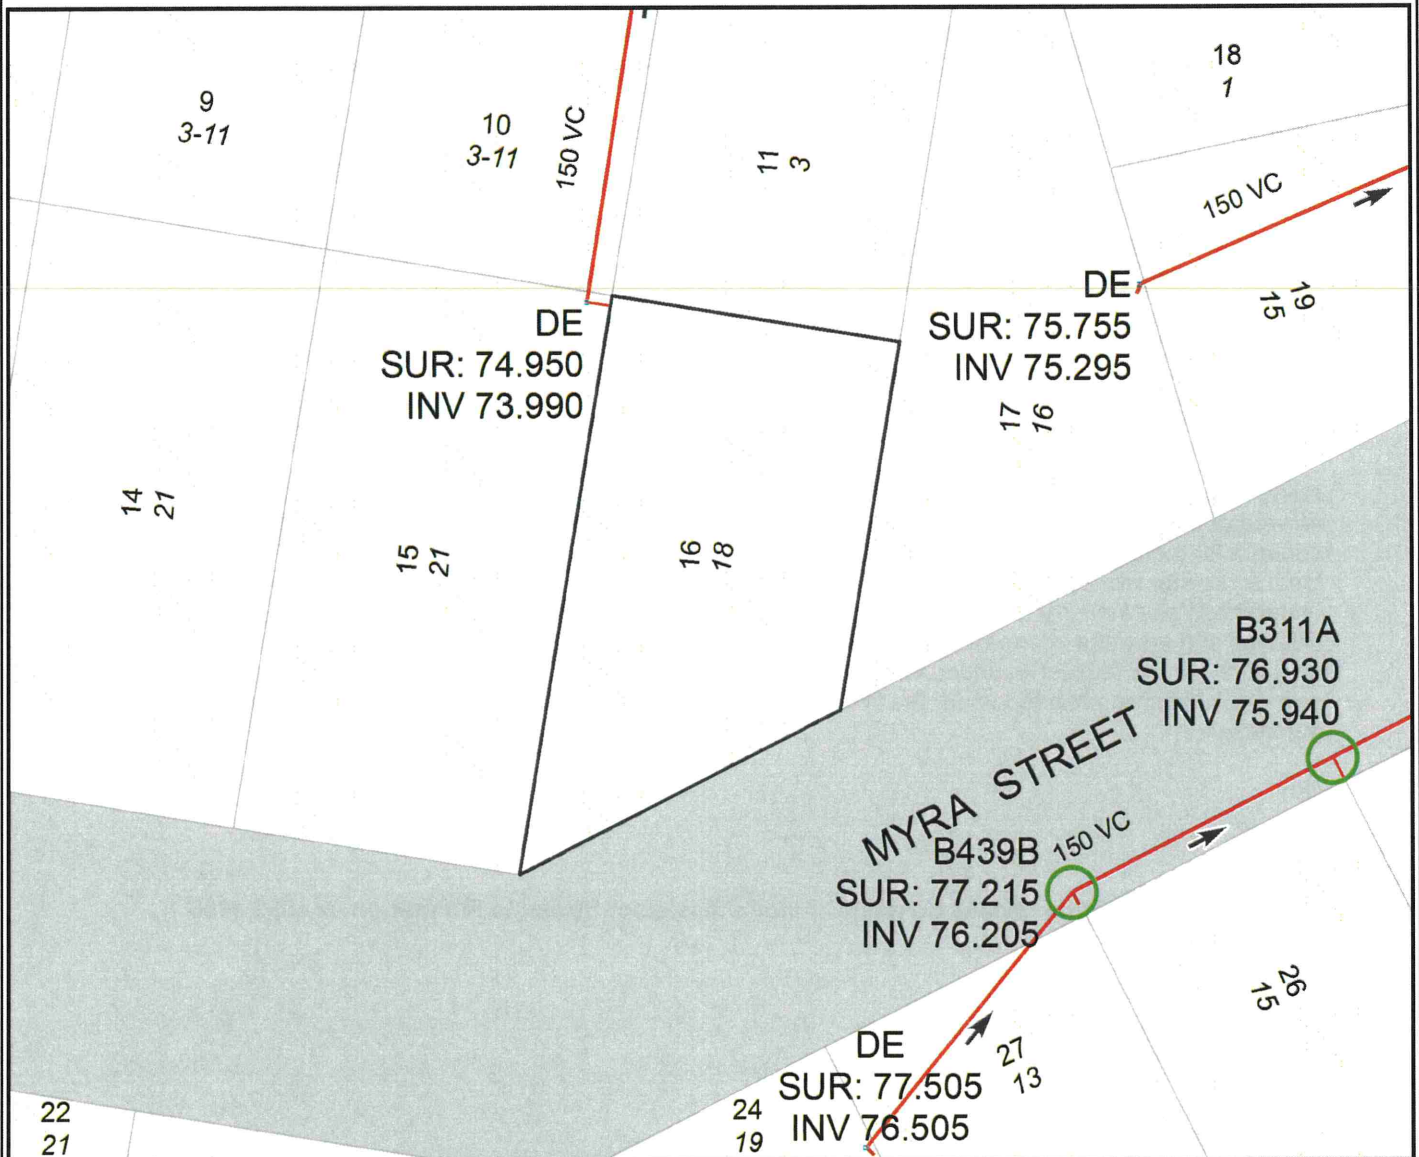 9
3-11
10
3-11
150 VC
11
3
18
1
150 VC
19
15
DE
SUR: 74.950
INV 73.990
DE
SUR: 75.755
INV 75.295
17
16
14
21
15
21
16
18
B311A
SUR: 76.930
INV 75.940
MYRA STREET
150 VC
B439B
SUR: 77.215
INV 76.205
26
15
27
13
DE
SUR: 77.505
INV 76.505
24
19
22
21